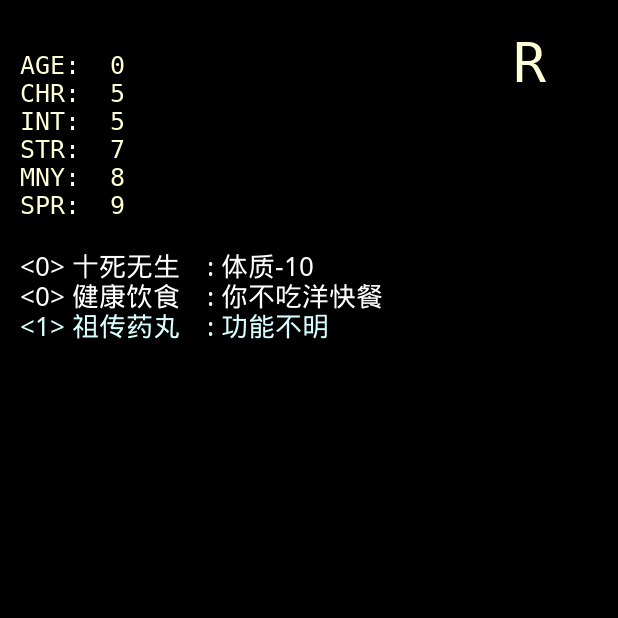 R
AGE: 0
CHR: 5
INT: 5
STR: 7
MNY: 8
SPR: 9
<0> 十死无生 : 体质-10
<0> 健康饮食 : 你不吃洋快餐
<1> 祖传药丸 : 功能不明